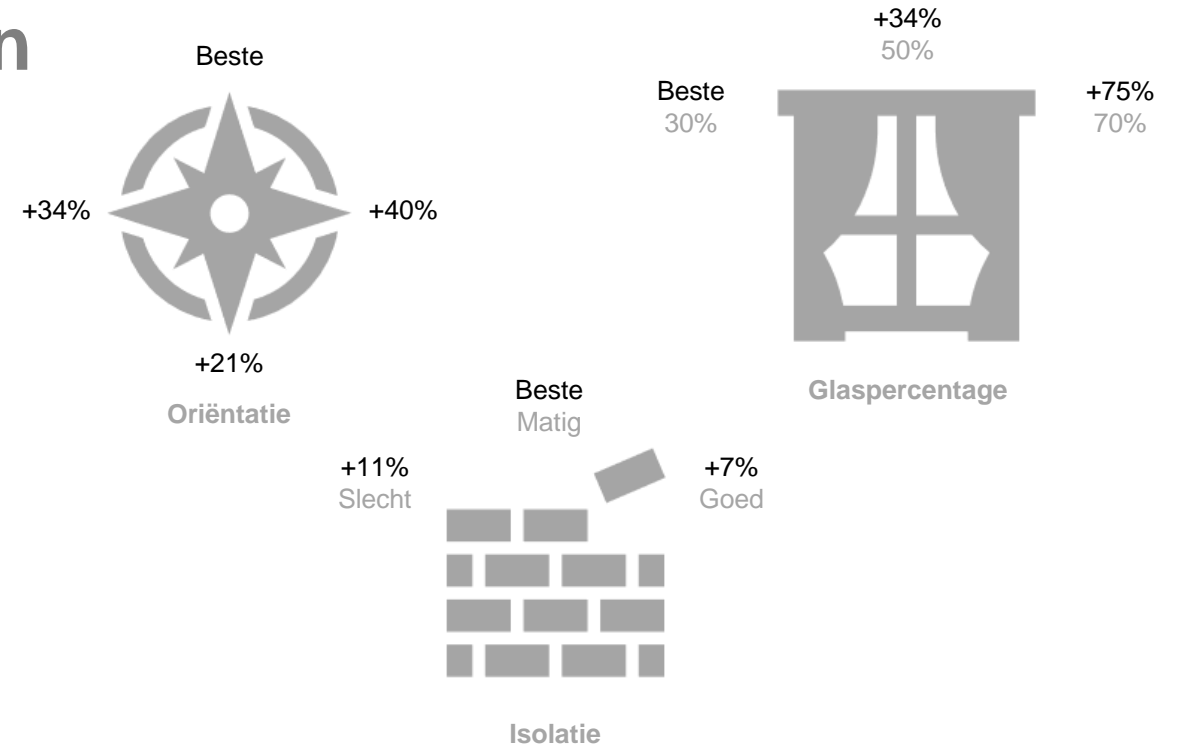 n
Beste
+34%
+40%
+21%
Oriëntatie
+34%
50%
Beste
30%
+75%
70%
Glaspercentage
Beste
Matig
+11%
Slecht
+7%
Goed
Isolatie